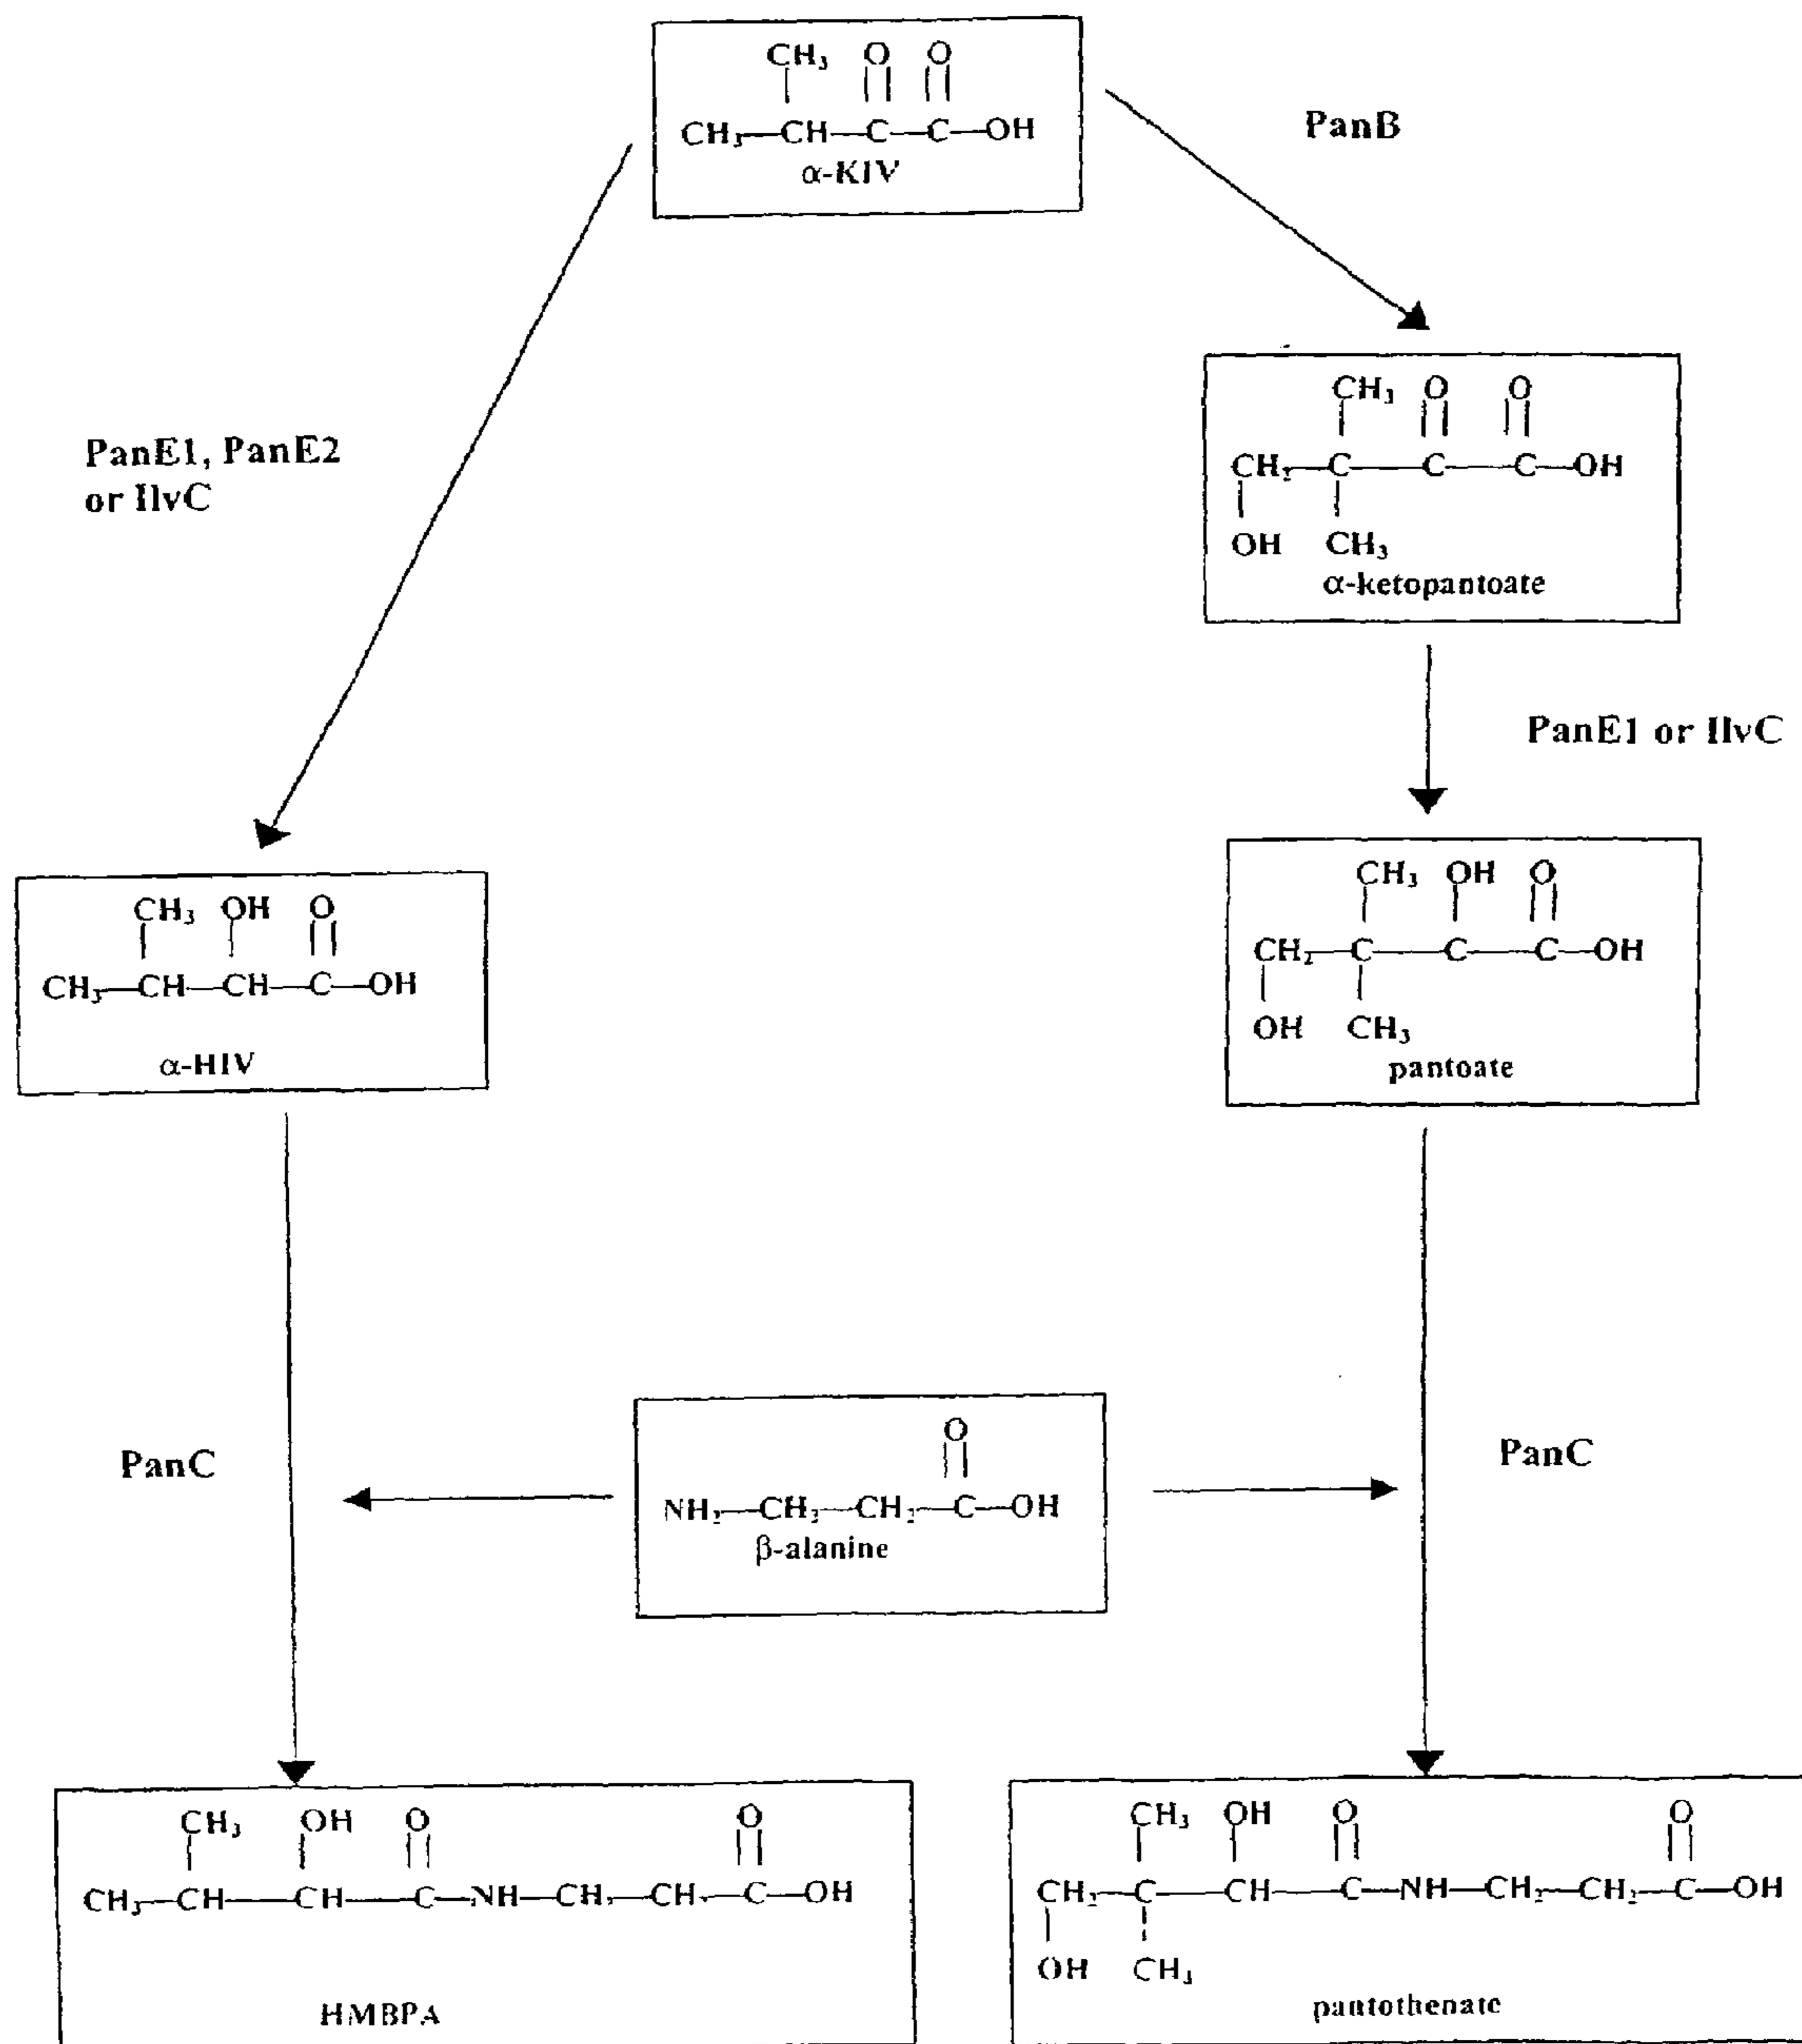 CH₃ O O
CH₃—CH—C—C—OH
α-KIV
PanB
PanE1, PanE2
or IlvC
CH₃ O O
CH₂—C—C—C—OH
OH CH₃
α-ketopantoate
PanE1 or IlvC
CH₃ OH O
CH₃—CH—CH—C—OH
α-HIV
CH₃ OH O
CH₂—C—C—C—OH
OH CH₃
pantoate
PanC
O
NH₂—CH₂—CH₂—C—OH
β-alanine
PanC
CH₃ OH O O
CH₃—CH—CH—C—NH—CH₂—CH₂—C—OH
HMBPA
CH₃ OH O O
CH₂—C—CH—C—NH—CH₂—CH₂—C—OH
OH CH₃
pantothenate